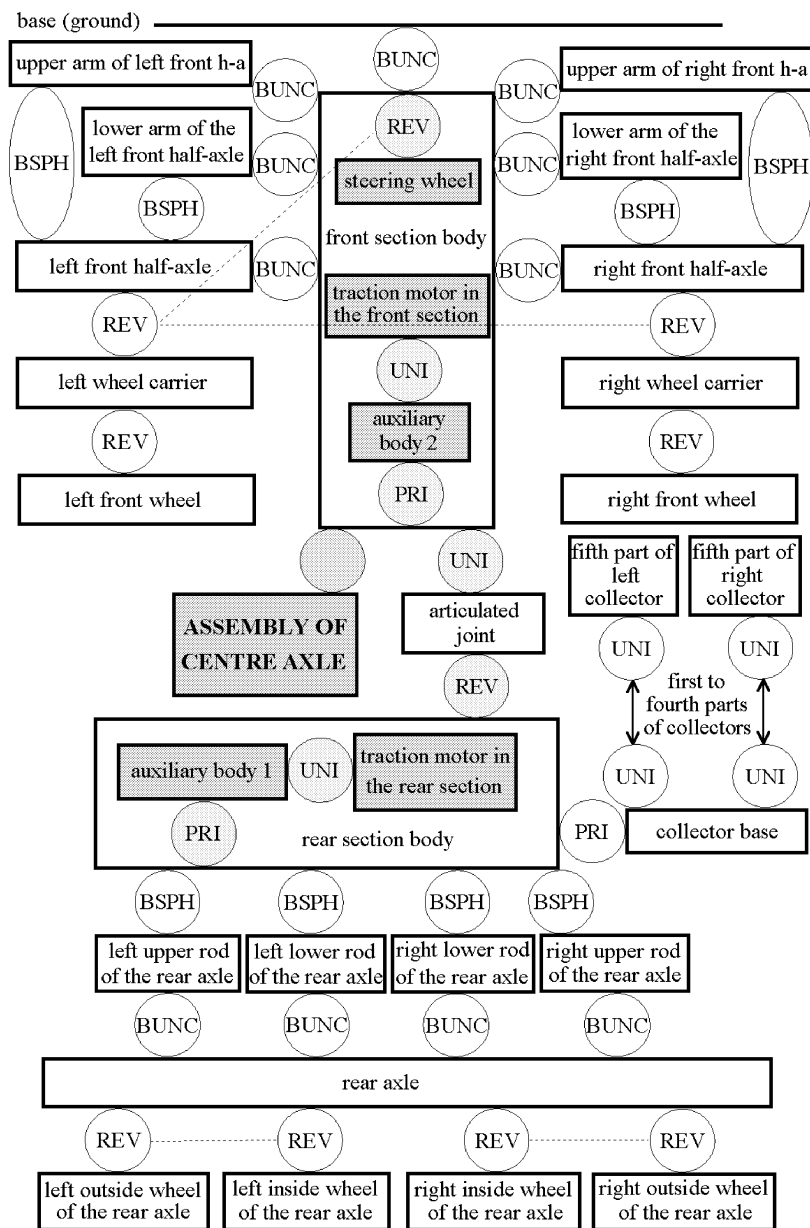 base (ground)
BUNC
upper arm of left front h-a
BUNC
BUNC
upper arm of right front h-a
REV
lower arm of the
left front half-axle
lower arm of the
right front half-axle
BSPH
BUNC
BUNC
BSPH
steering wheel
BSPH
BSPH
front section body
left front half-axle
BUNC
BUNC
right front half-axle
traction motor in
the front section
REV
REV
UNI
left wheel carrier
right wheel carrier
auxiliary
body 2
REV
REV
PRI
left front wheel
right front wheel
UNI
fifth part of
left
collector
fifth part of
right
collector
ASSEMBLY OF
CENTRE AXLE
articulated
joint
UNI
UNI
REV
first to
fourth parts
of collectors
auxiliary body 1
UNI
traction motor in
the rear section
UNI
UNI
PRI
rear section body
PRI
collector base
BSPH
BSPH
BSPH
BSPH
left upper rod
of the rear axle
left lower rod
of the rear axle
right lower rod
of the rear axle
right upper rod
of the rear axle
BUNC
BUNC
BUNC
BUNC
rear axle
REV
REV
REV
REV
left outside wheel
of the rear axle
left inside wheel
of the rear axle
right inside wheel
of the rear axle
right outside wheel
of the rear axle